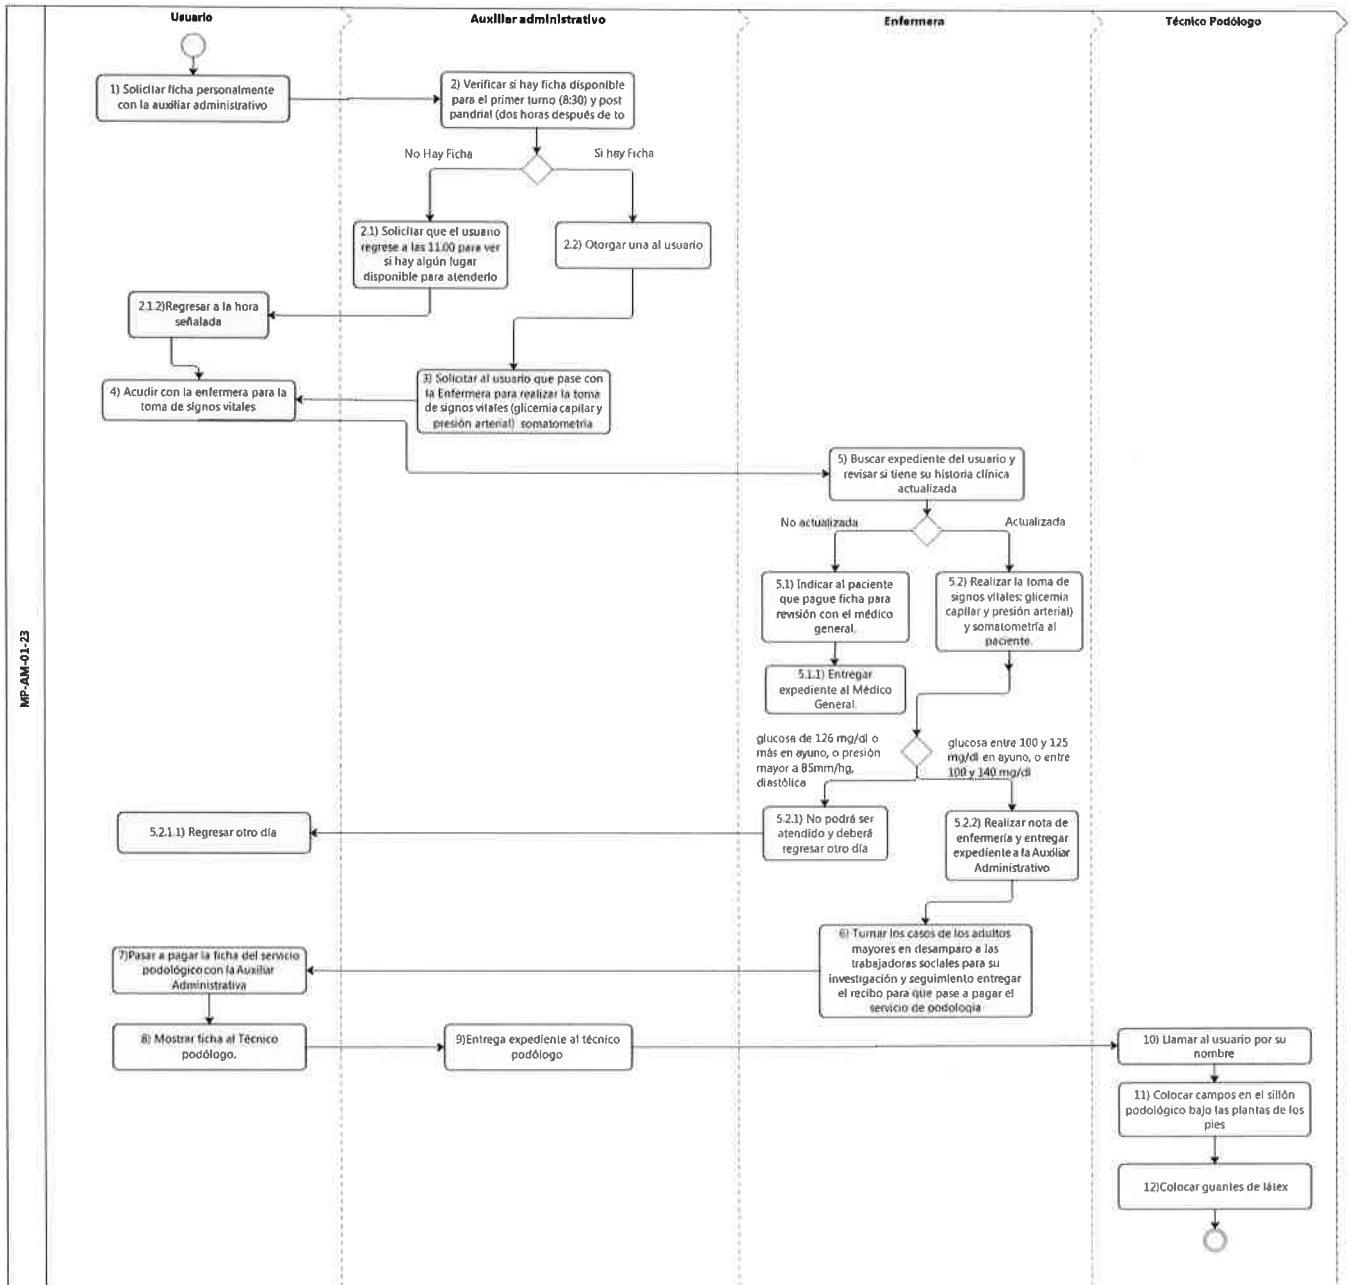 Usuario
Auxiliar administrativo
Enfermera
Técnico Podólogo
MP-AM-01-23
1) Solicitar ficha personalmente
con la auxiliar administrativo
2) Verificar si hay ficha disponible
para el primer turno (8:30) y post
pandrial (dos horas después de to
No Hay Ficha
Si hay Ficha
2.1) Solicitar que el usuario
regrese a las 11.00 para ver
si hay algún lugar
disponible para atenderlo
2.2) Otorgar una al usuario
2.1.2)Regresar a la hora
señalada
3) Solicitar al usuario que pase con
la Enfermera para realizar la toma
de signos vitales (glicemia capilar y
presión arterial) somatometría
4) Acudir con la enfermera para la
toma de signos vitales
5) Buscar expediente del usuario y
revisar si tiene su historia clínica
actualizada
No actualizada
Actualizada
5.1) Indicar al paciente
que pague ficha para
revisión con el médico
general.
5.2) Realizar la toma de
signos vitales: glicemia
capilar y presión arterial)
y somatometría al
paciente.
5.1.1) Entregar
expediente al Médico
General.
glucosa de 126 mg/dl o
más en ayuno, o presión
mayor a 85mm/hg,
diastólica
glucosa entre 100 y 125
mg/dl en ayuno, o entre
100 y 140 mg/dl
5.2.1) No podrá ser
atendido y deberá
regresar otro día
5.2.2) Realizar nota de
enfermería y entregar
expediente a la Auxiliar
Administrativo
5.2.1.1) Regresar otro día
6) Turnar los casos de los adultos
mayores en desamparo a las
trabajadoras sociales para su
investigación y seguimiento entregar
el recibo para que pase a pagar el
servicio de podología
7)Pasar a pagar la ficha del servicio
podológico con la Auxiliar
Administrativa
8) Mostrar ficha al Técnico
podólogo.
9)Entrega expediente al técnico
podólogo
10) Llamar al usuario por su
nombre
11) Colocar campos en el sillón
podológico bajo las plantas de los
pies
12)Colocar guantes de látex